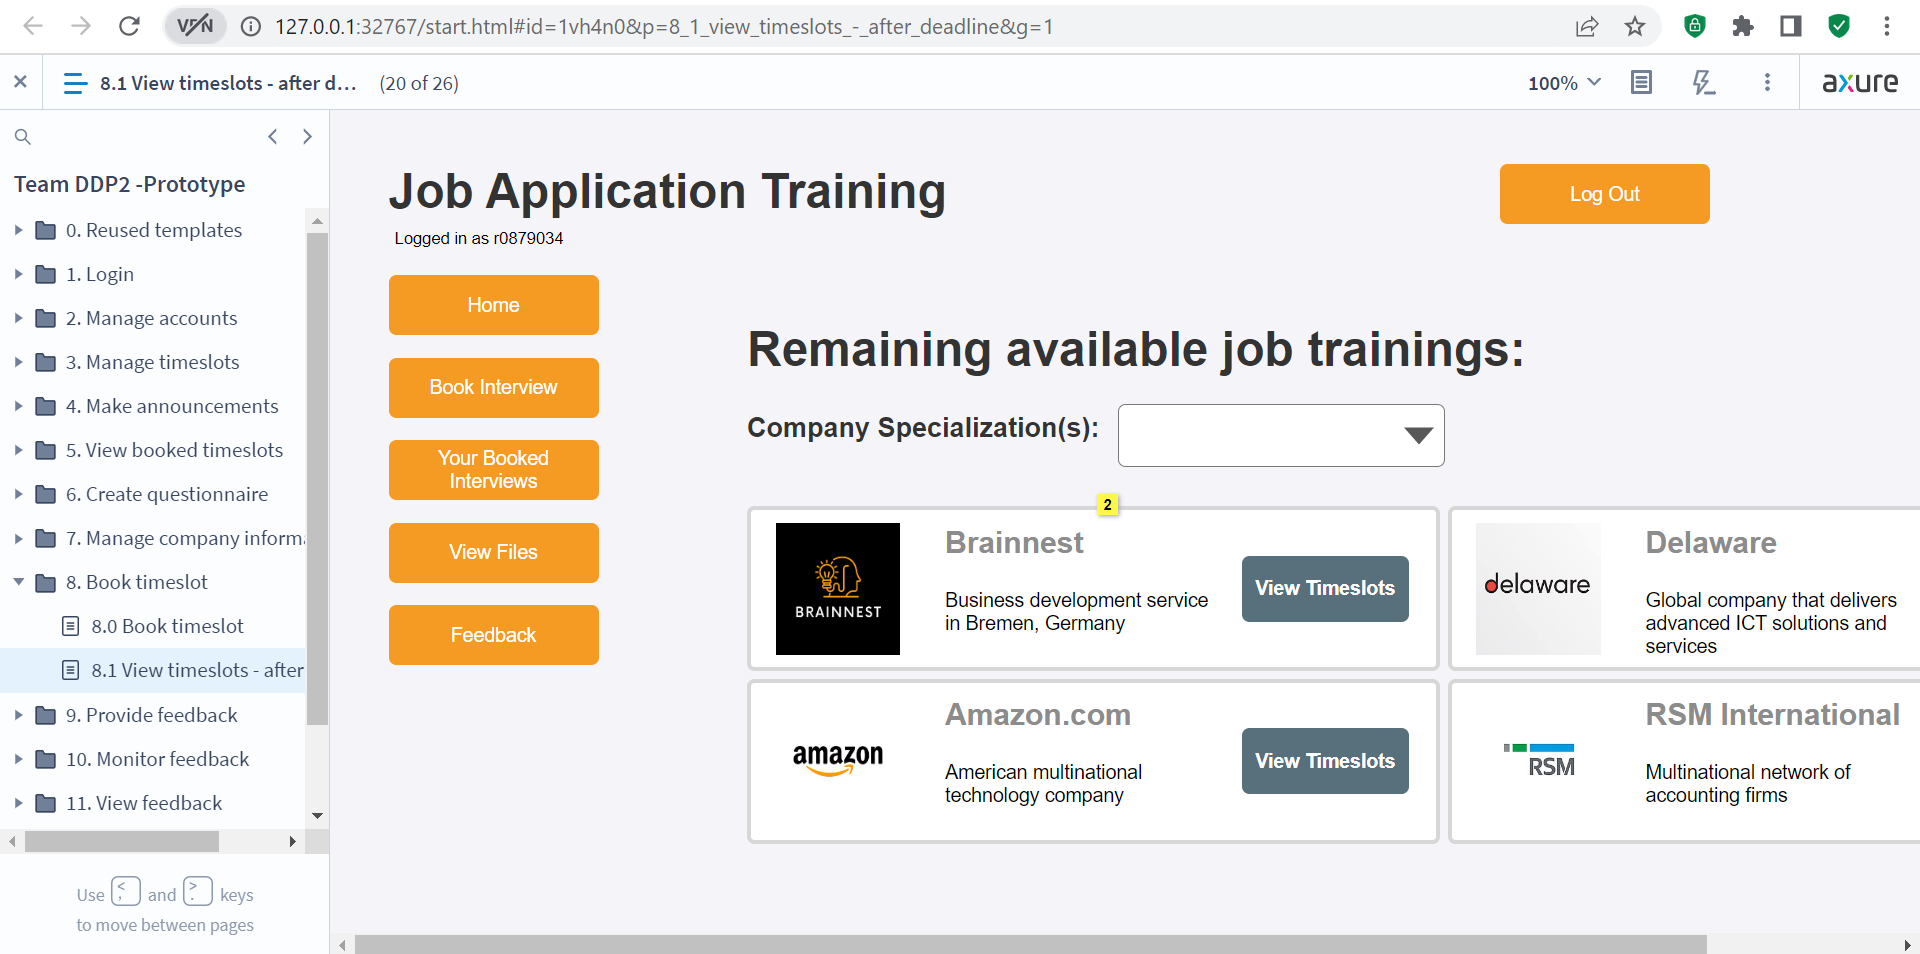 VPN
127.0.0.1:32767/start.html#id=1vh4n0&p=8_1_view_timeslots_-_after_deadline&g=1
8.1 View timeslots - after d... (20 of 26)
100%
axure
Team DDP2 -Prototype
0. Reused templates
1. Login
2. Manage accounts
3. Manage timeslots
4. Make announcements
5. View booked timeslots
6. Create questionnaire
7. Manage company informa
8. Book timeslot
8.0 Book timeslot
8.1 View timeslots - after
9. Provide feedback
10. Monitor feedback
11. View feedback
Use < , and > . keys
to move between pages
Job Application Training
Logged in as r0879034
Log Out
Home
Book Interview
Your Booked
Interviews
View Files
Feedback
Remaining available job trainings:
Company Specialization(s):
2
BRAINNEST
Brainnest
Business development service
in Bremen, Germany
View Timeslots
delaware
Delaware
Global company that delivers
advanced ICT solutions and
services
amazon
Amazon.com
American multinational
technology company
View Timeslots
RSM
RSM International
Multinational network of
accounting firms